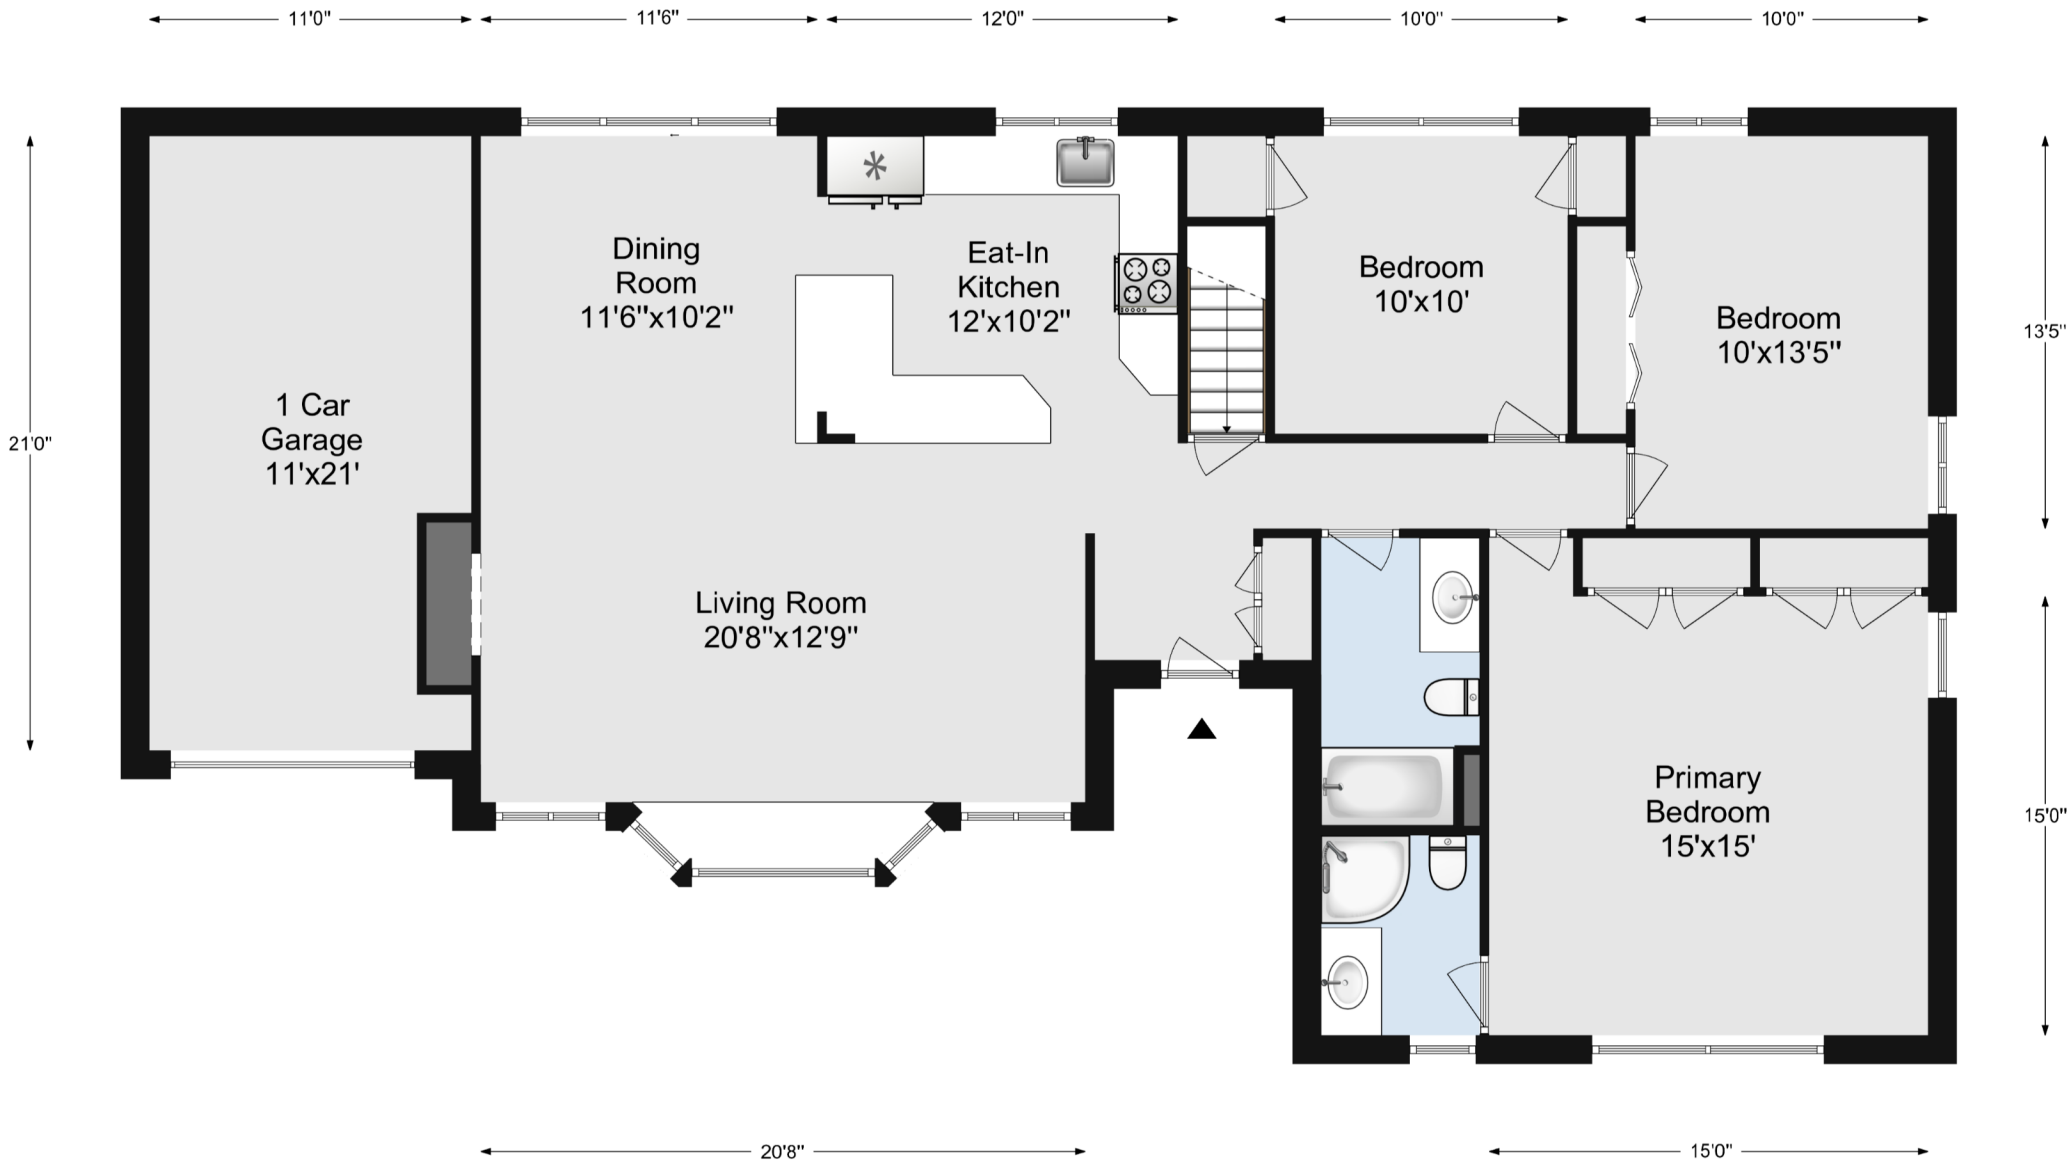 11'0"
11'6"
12'0"
10'0"
10'0"
Dining
Room
11'6"x10'2"
Eat-In
Kitchen
12'x10'2"
Bedroom
10'x10'
Bedroom
10'x13'5"
13'5"
1 Car
Garage
11'x21'
21'0"
Living Room
20'8"x12'9"
Primary
Bedroom
15'x15'
15'0"
20'8"
15'0"